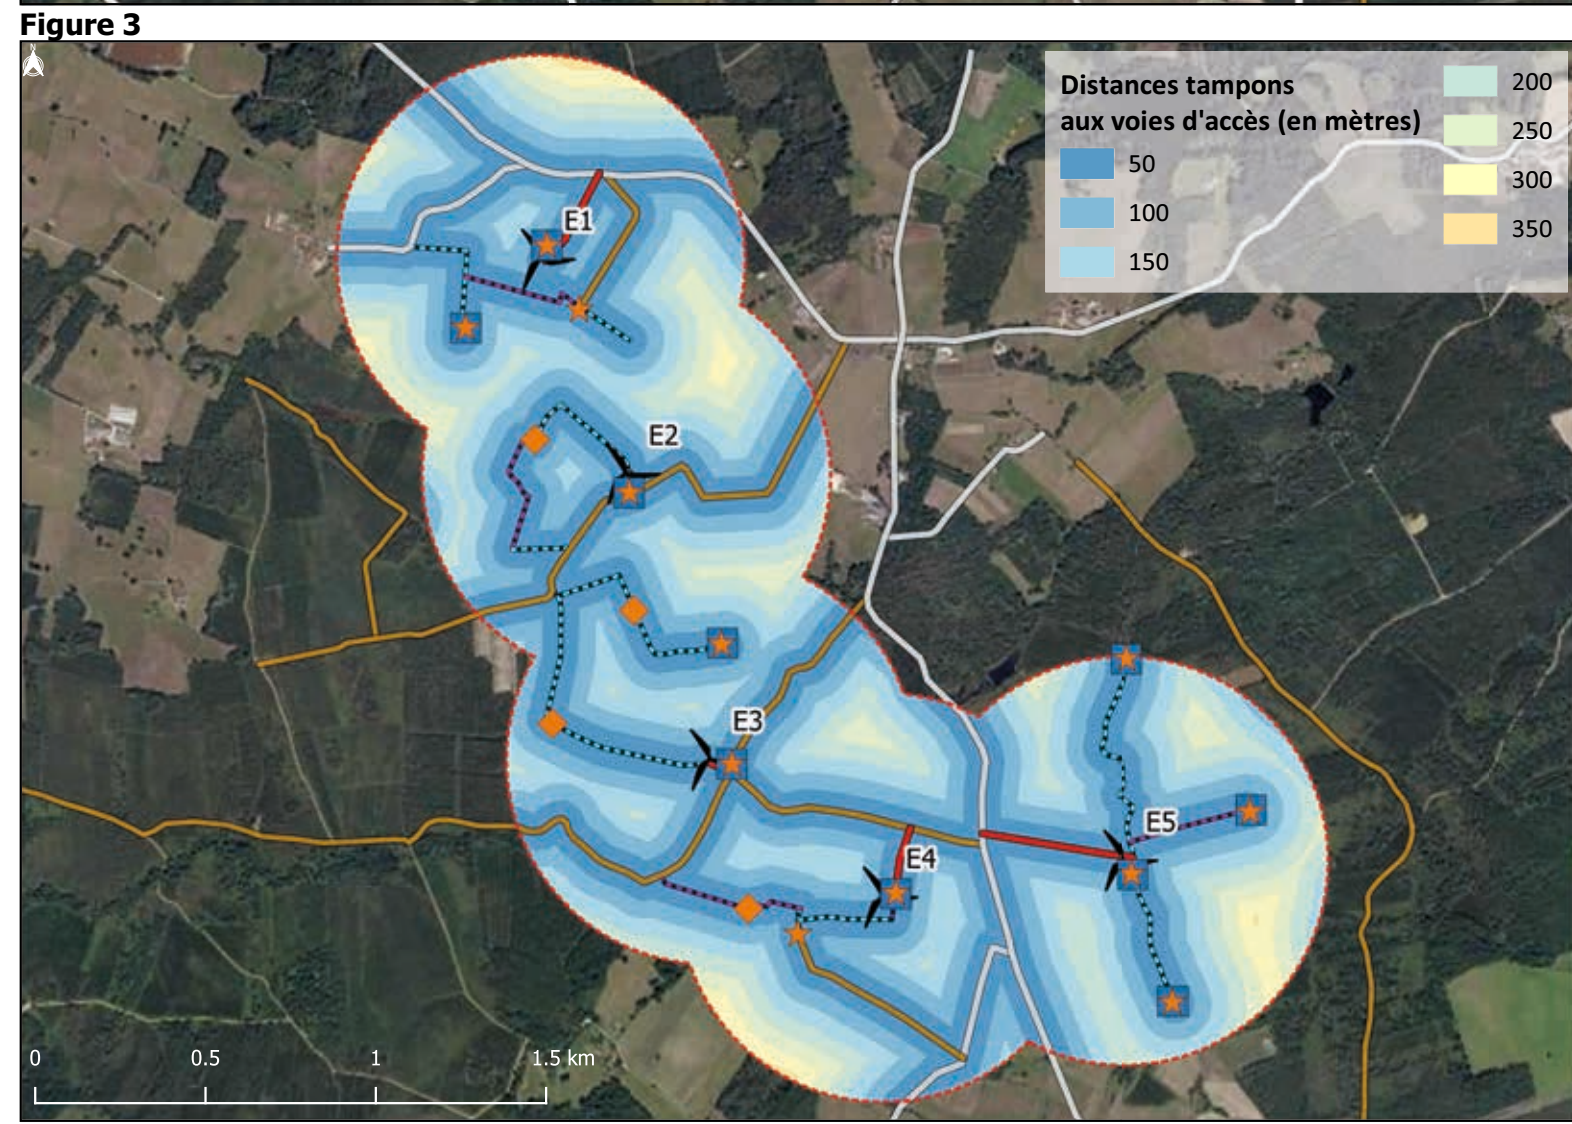 Figure 3
N
Distances tampons
aux voies d'accès (en mètres)
50
100
150
200
250
300
350
E1
E2
E3
E4
E5
0 0.5 1 1.5 km